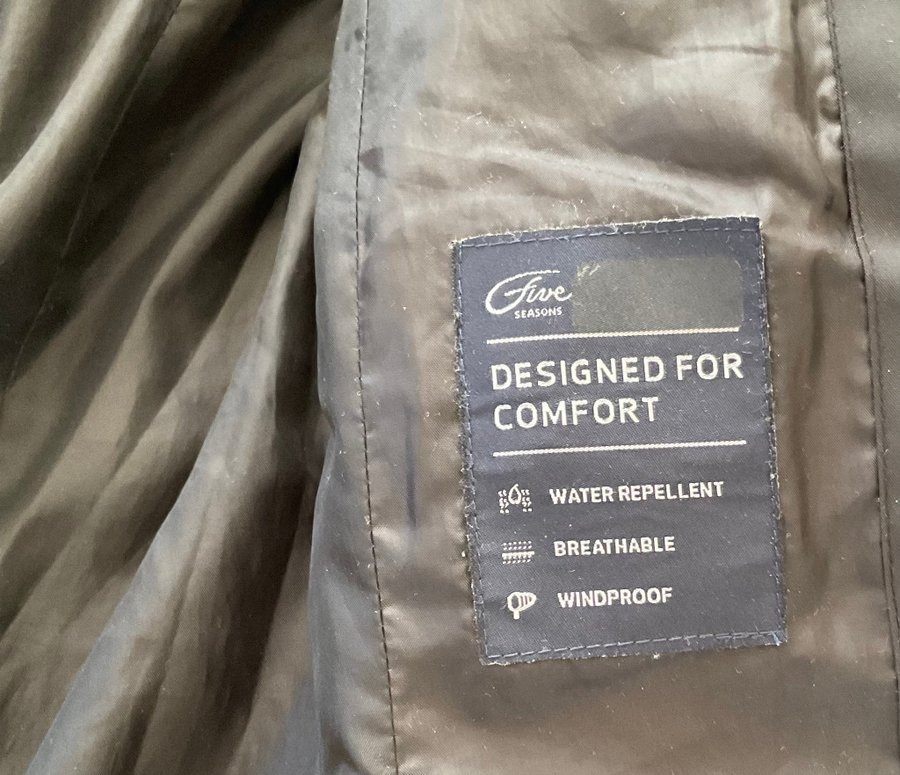 Five
SEASONS
DESIGNED FOR
COMFORT
WATER REPELLENT
BREATHABLE
WINDPROOF